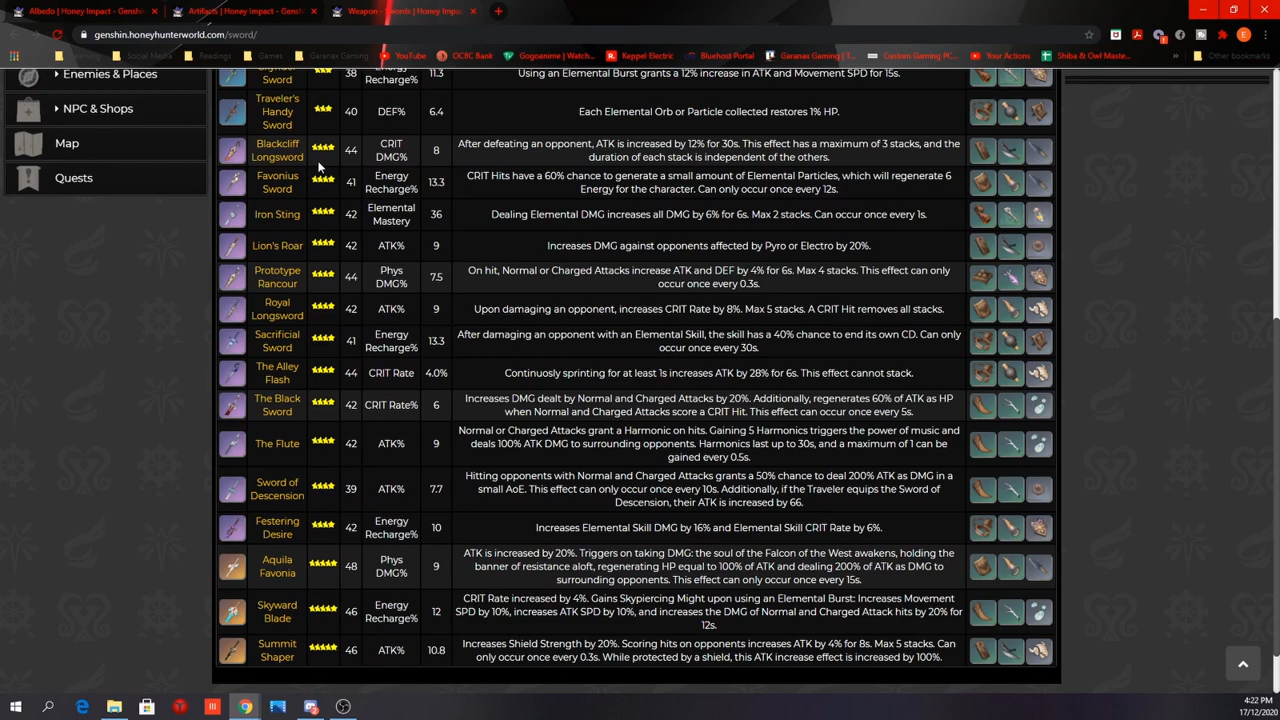 Albedo | Honey Impact - Genshi
Artifacts | Honey Impact - Gensh
Weapon - Swords | Honey Impac
genshin.honeyhunterworld.com/sword/
Social Media
Readings
Games
Garanax Gaming
YouTube
OCBC Bank
Gogoanime | Watch...
Keppel Electric
Bluehost Portal
Garanax Gaming | T...
Custom Gaming PC...
Your Actions
Shiba & Owl Maste...
Other bookmarks
Enemies & Places
NPC & Shops
Map
Quests
Sword 38 Recharge% 11.3 Using an Elemental Burst grants a 12% increase in ATK and Movement SPD for 15s.
Traveler's Handy Sword 40 DEF% 6.4 Each Elemental Orb or Particle collected restores 1% HP.
Blackcliff Longsword 44 CRIT DMG% 8 After defeating an opponent, ATK is increased by 12% for 30s. This effect has a maximum of 3 stacks, and the
duration of each stack is independent of the others.
Favonius Sword 41 Energy Recharge% 13.3 CRIT Hits have a 60% chance to generate a small amount of Elemental Particles, which will regenerate 6
Energy for the character. Can only occur once every 12s.
Iron Sting 42 Elemental Mastery 36 Dealing Elemental DMG increases all DMG by 6% for 6s. Max 2 stacks. Can occur once every 1s.
Lion's Roar 42 ATK% 9 Increases DMG against opponents affected by Pyro or Electro by 20%.
Prototype Rancour 44 Phys DMG% 7.5 On hit, Normal or Charged Attacks increase ATK and DEF by 4% for 6s. Max 4 stacks. This effect can only
occur once every 0.3s.
Royal Longsword 42 ATK% 9 Upon damaging an opponent, increases CRIT Rate by 8%. Max 5 stacks. A CRIT Hit removes all stacks.
Sacrificial Sword 41 Energy Recharge% 13.3 After damaging an opponent with an Elemental Skill, the skill has a 40% chance to end its own CD. Can only
occur once every 30s.
The Alley Flash 44 CRIT Rate 4.0% Continuosly sprinting for at least 1s increases ATK by 28% for 6s. This effect cannot stack.
The Black Sword 42 CRIT Rate% 6 Increases DMG dealt by Normal and Charged Attacks by 20%. Additionally, regenerates 60% of ATK as HP
when Normal and Charged Attacks score a CRIT Hit. This effect can occur once every 5s.
The Flute 42 ATK% 9 Normal or Charged Attacks grant a Harmonic on hits. Gaining 5 Harmonics triggers the power of music and
deals 100% ATK DMG to surrounding opponents. Harmonics last up to 30s, and a maximum of 1 can be
gained every 0.5s.
Sword of Descension 39 ATK% 7.7 Hitting opponents with Normal and Charged Attacks grants a 50% chance to deal 200% ATK as DMG in a
small AoE. This effect can only occur once every 10s. Additionally, if the Traveler equips the Sword of
Descension, their ATK is increased by 66.
Festering Desire 42 Energy Recharge% 10 Increases Elemental Skill DMG by 16% and Elemental Skill CRIT Rate by 6%.
Aquila Favonia 48 Phys DMG% 9 ATK is increased by 20%. Triggers on taking DMG: the soul of the Falcon of the West awakens, holding the
banner of resistance aloft, regenerating HP equal to 100% of ATK and dealing 200% of ATK as DMG to
surrounding opponents. This effect can only occur once every 15s.
Skyward Blade 46 Energy Recharge% 12 CRIT Rate increased by 4%. Gains Skypiercing Might upon using an Elemental Burst: Increases Movement
SPD by 10%, increases ATK SPD by 10%, and increases the DMG of Normal and Charged Attack hits by 20% for
12s.
Summit Shaper 46 ATK% 10.8 Increases Shield Strength by 20%. Scoring hits on opponents increases ATK by 4% for 8s. Max 5 stacks. Can
only occur once every 0.3s. While protected by a shield, this ATK increase effect is increased by 100%.
4:22 PM
17/12/2020